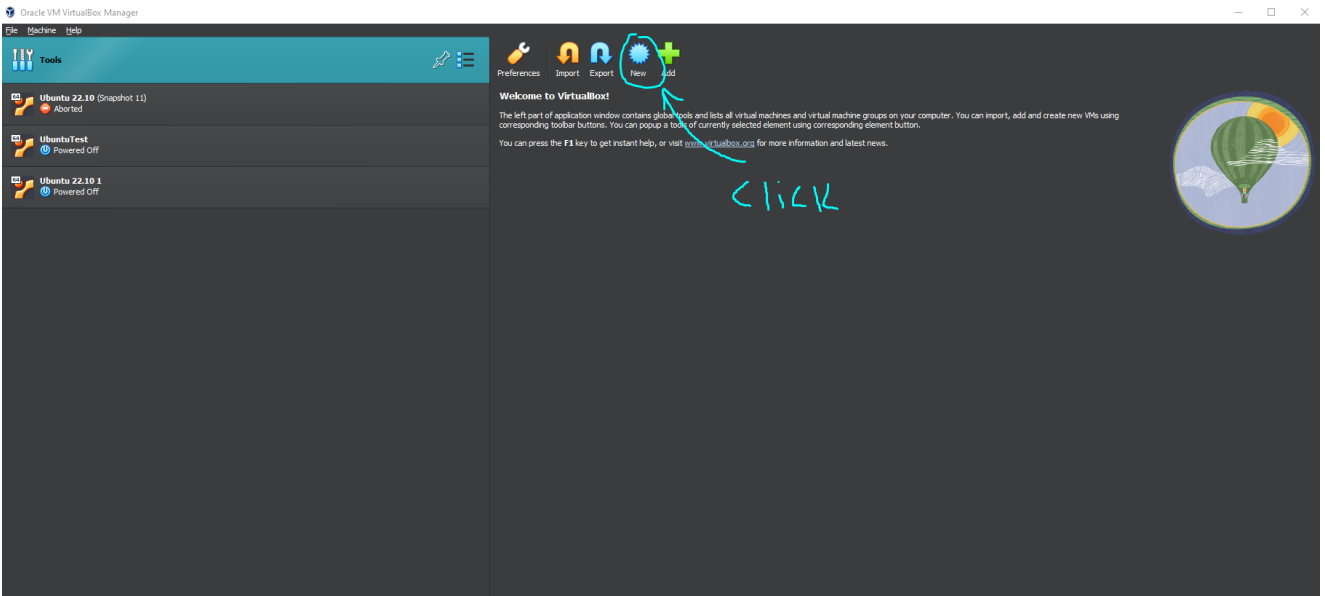 Oracle VM VirtualBox Manager
File Machine Help
Tools
Ubuntu 22.10 (Snapshot 11)
Aborted
UbuntuTest
Powered Off
Ubuntu 22.10 1
Powered Off
Preferences Import Export New Add
Welcome to VirtualBox!
The left part of application window contains global tools and lists all virtual machines and virtual machine groups on your computer. You can import, add and create new VMs using
corresponding toolbar buttons. You can popup a tools of currently selected element using corresponding element button.
You can press the F1 key to get instant help, or visit www.virtualbox.org for more information and latest news.
Click